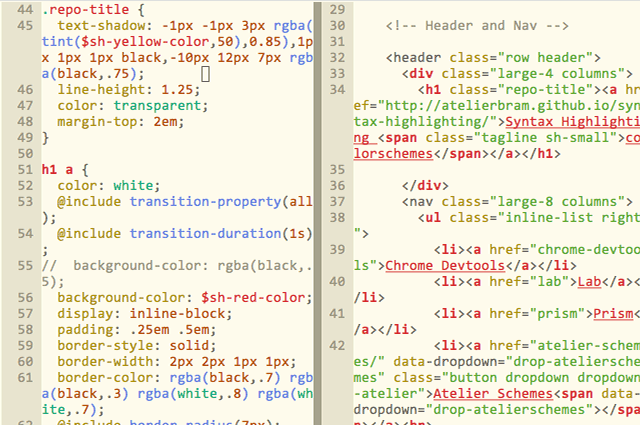 44 .repo-title {
45   text-shadow: -1px -1px 3px rgba(
tint($sh-yellow-color,50),0.85),1p
x 1px 1px black,-10px 12px 7px rgb
a(black,.75);
46   line-height: 1.25;
47   color: transparent;
48   margin-top: 2em;
49 }
50
51 h1 a {
52   color: white;
53   @include transition-property(all
);
54   @include transition-duration(1s)
;
55 //  background-color: rgba(black,.
5);
56   background-color: $sh-red-color;
57   display: inline-block;
58   padding: .25em .5em;
59   border-style: solid;
60   border-width: 2px 2px 1px 1px;
61   border-color: rgba(black,.7) rgb
a(black,.3) rgba(white,.8) rgba(wh
ite,.7);
62   @include border-radius(7px);
29
30     <!-- Header and Nav -->
31
32     <header class="row header">
33       <div class="large-4 columns">
34         <h1 class="repo-title"><a hr
ef="http://atelierbram.github.io/syn
tax-highlighting/">Syntax Highlighti
ng <span class="tagline sh-small">co
lorschemes</span></a></h1>
35
36       </div>
37       <nav class="large-8 columns">
38         <ul class="inline-list right
">
39           <li><a href="chrome-devtoo
ls">Chrome Devtools</a></li>
40           <li><a href="lab">Lab</a><
/li>
41           <li><a href="prism">Prism<
/a></li>
42           <li><a href="atelier-schem
es/" data-dropdown="drop-ateliersche
mes" class="button dropdown dropdown
-atelier">Atelier Schemes<span data-
dropdown="drop-atelierschemes"></spa